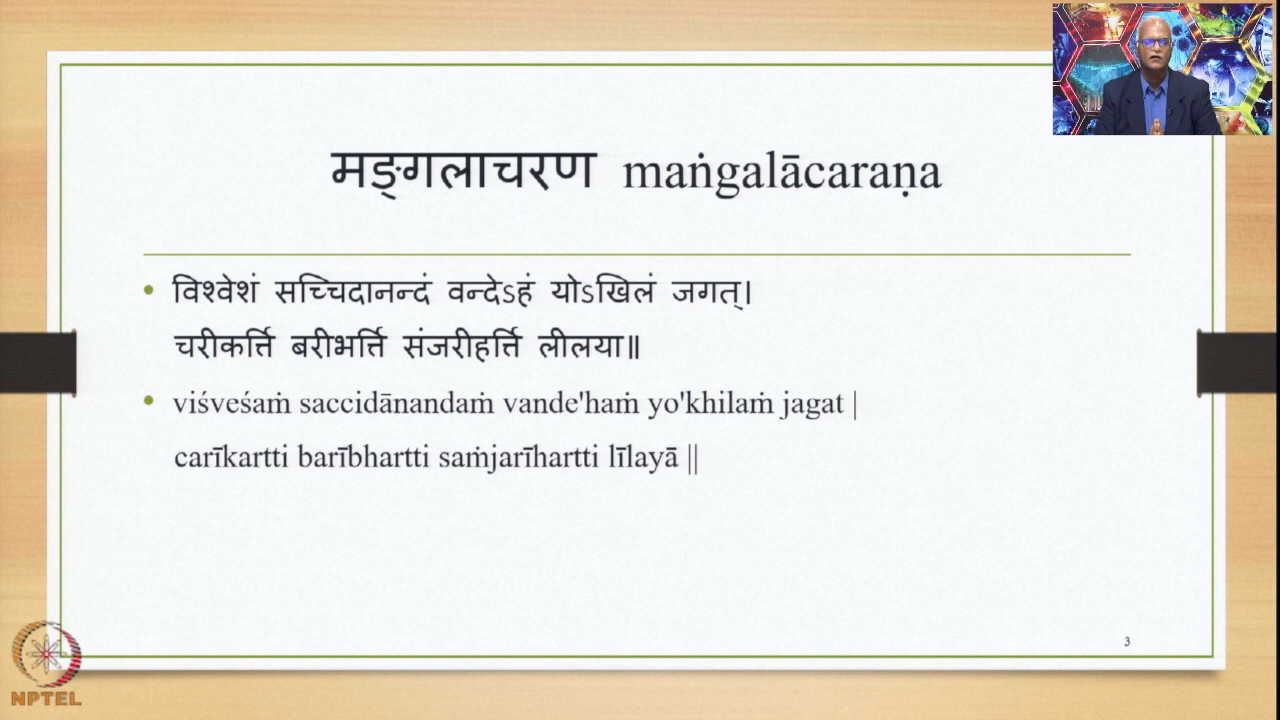 मङ्गलाचरण maṅgalācaraṇa
• विश्वेशं सच्चिदानन्दं वन्देऽहं योऽखिलं जगत्।
चरीकर्त्ति बरीभर्त्ति संजरीहर्त्ति लीलया॥
• viśveśaṁ saccidānandaṁ vande'haṁ yo'khilaṁ jagat |
carīkartti barībhartti saṁjarīhartti līlayā ||
3
NPTEL